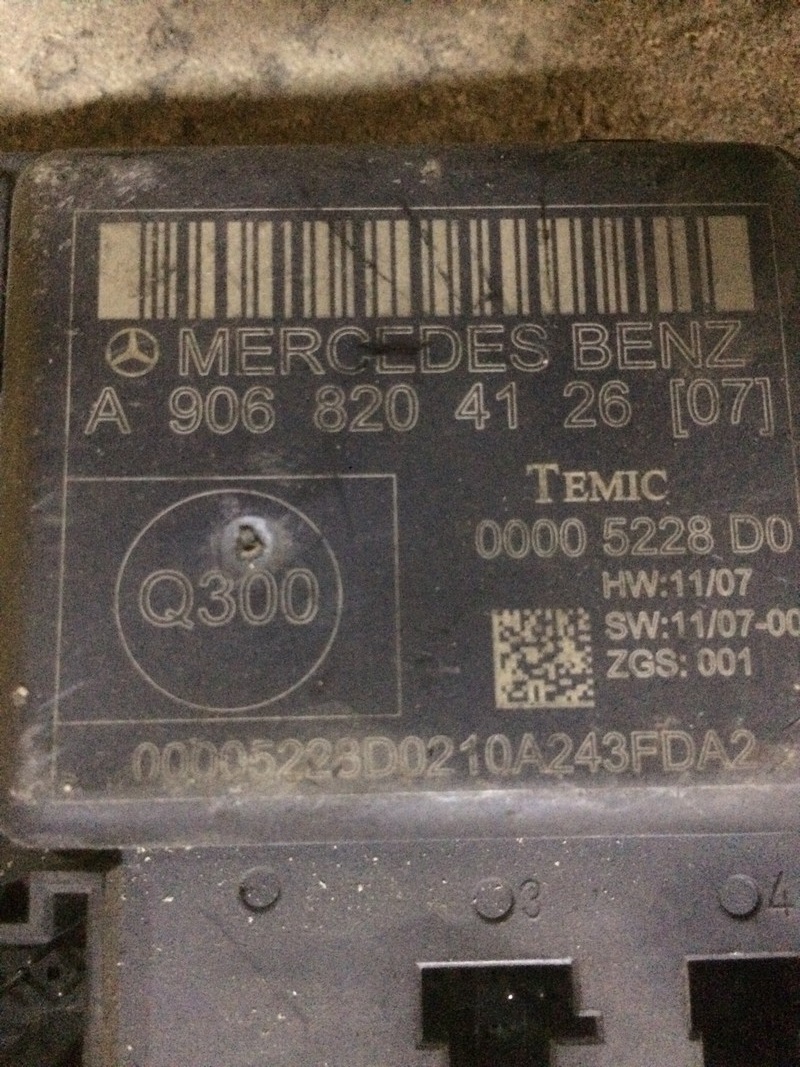 MERCEDES BENZ
A 906 820 41 26 [07]
TEMIC
0000 5228 D0
HW:11/07
SW:11/07-00
ZGS: 001
Q300
00005228D0210A243FDA2
3
4